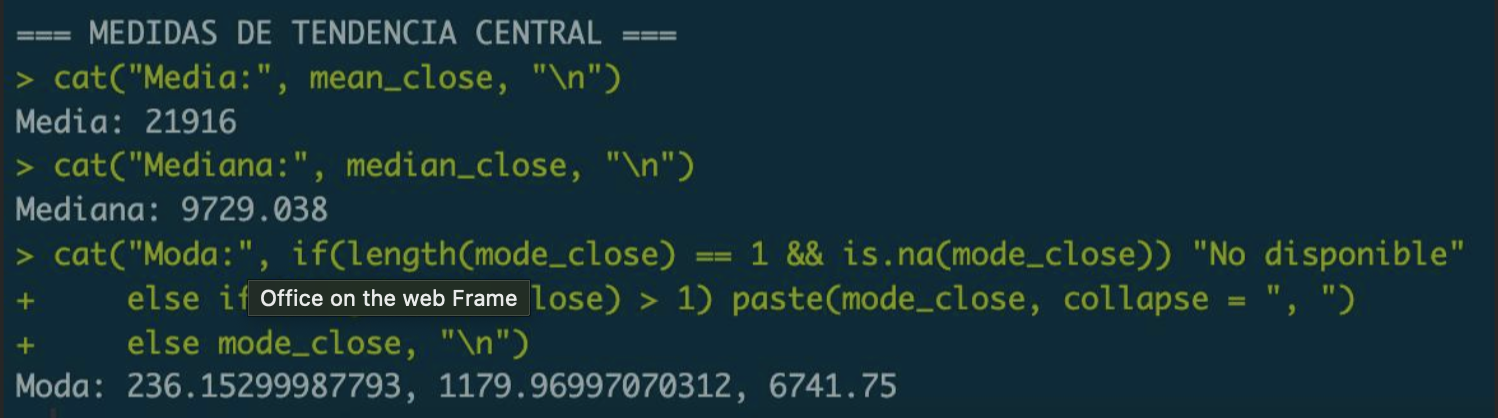 === MEDIDAS DE TENDENCIA CENTRAL ===
> cat("Media:", mean_close, "\n")
Media: 21916
> cat("Mediana:", median_close, "\n")
Mediana: 9729.038
> cat("Moda:", if(length(mode_close) == 1 && is.na(mode_close)) "No disponible"
+     else if Office on the web Frame lose) > 1) paste(mode_close, collapse = ", ")
+     else mode_close, "\n")
Moda: 236.15299987793, 1179.96997070312, 6741.75